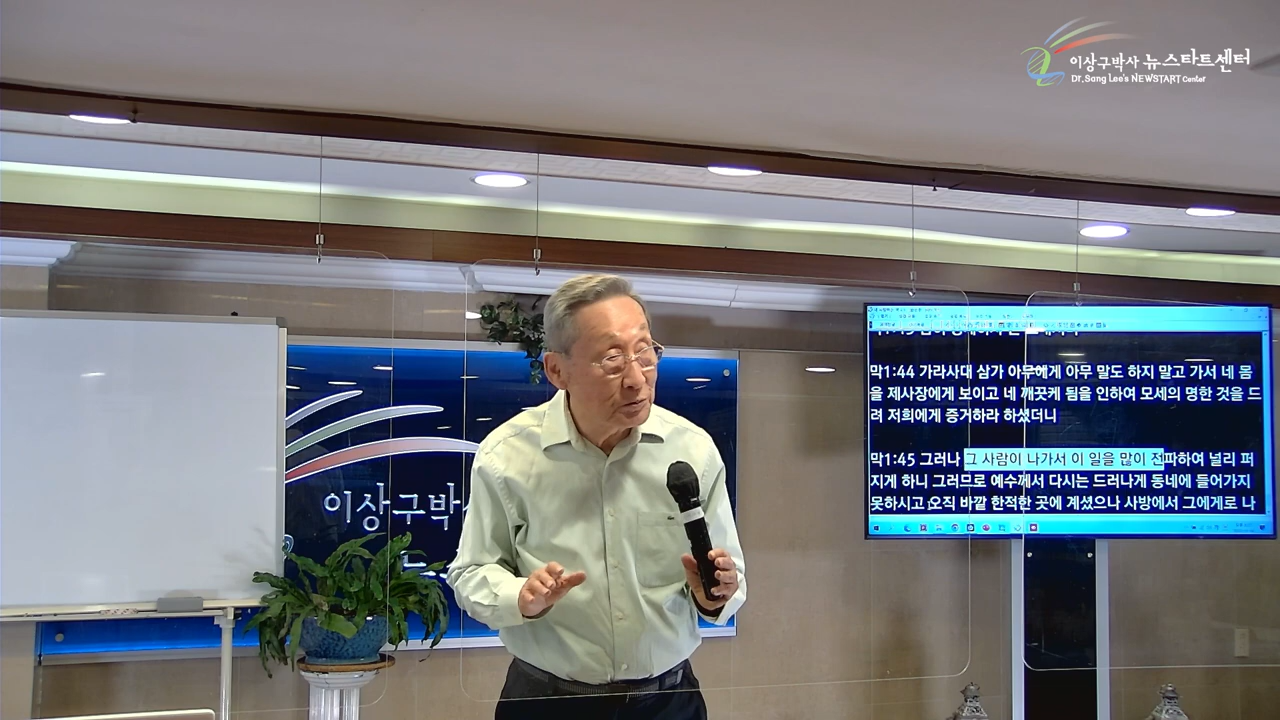 이상구박사 뉴스타트센터
Dr. Sang Lee's NEWSTART Center
막1:44 가라사대 삼가 아무에게 아무 말도 하지 말고 가서 네 몸
을 제사장에게 보이고 네 깨끗케 됨을 인하여 모세의 명한 것을 드
려 저희에게 증거하라 하셨더니
막1:45 그러나 그 사람이 나가서 이 일을 많이 전파하여 널리 퍼
지게 하니 그러므로 예수께서 다시는 드러나게 동네에 들어가지
못하시고 오직 바깥 한적한 곳에 계셨으나 사방에서 그에게로 나
이상구박